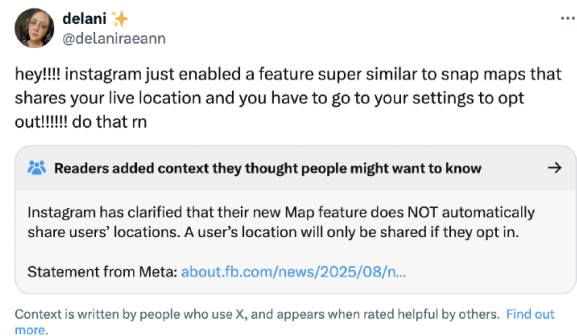 delani ✨
@delaniraeann
hey!!!! instagram just enabled a feature super similar to snap maps that
shares your live location and you have to go to your settings to opt
out!!!!!! do that rn
Readers added context they thought people might want to know
Instagram has clarified that their new Map feature does NOT automatically
share users' locations. A user's location will only be shared if they opt in.
Statement from Meta: about.fb.com/news/2025/08/n...
Context is written by people who use X, and appears when rated helpful by others. Find out
more.